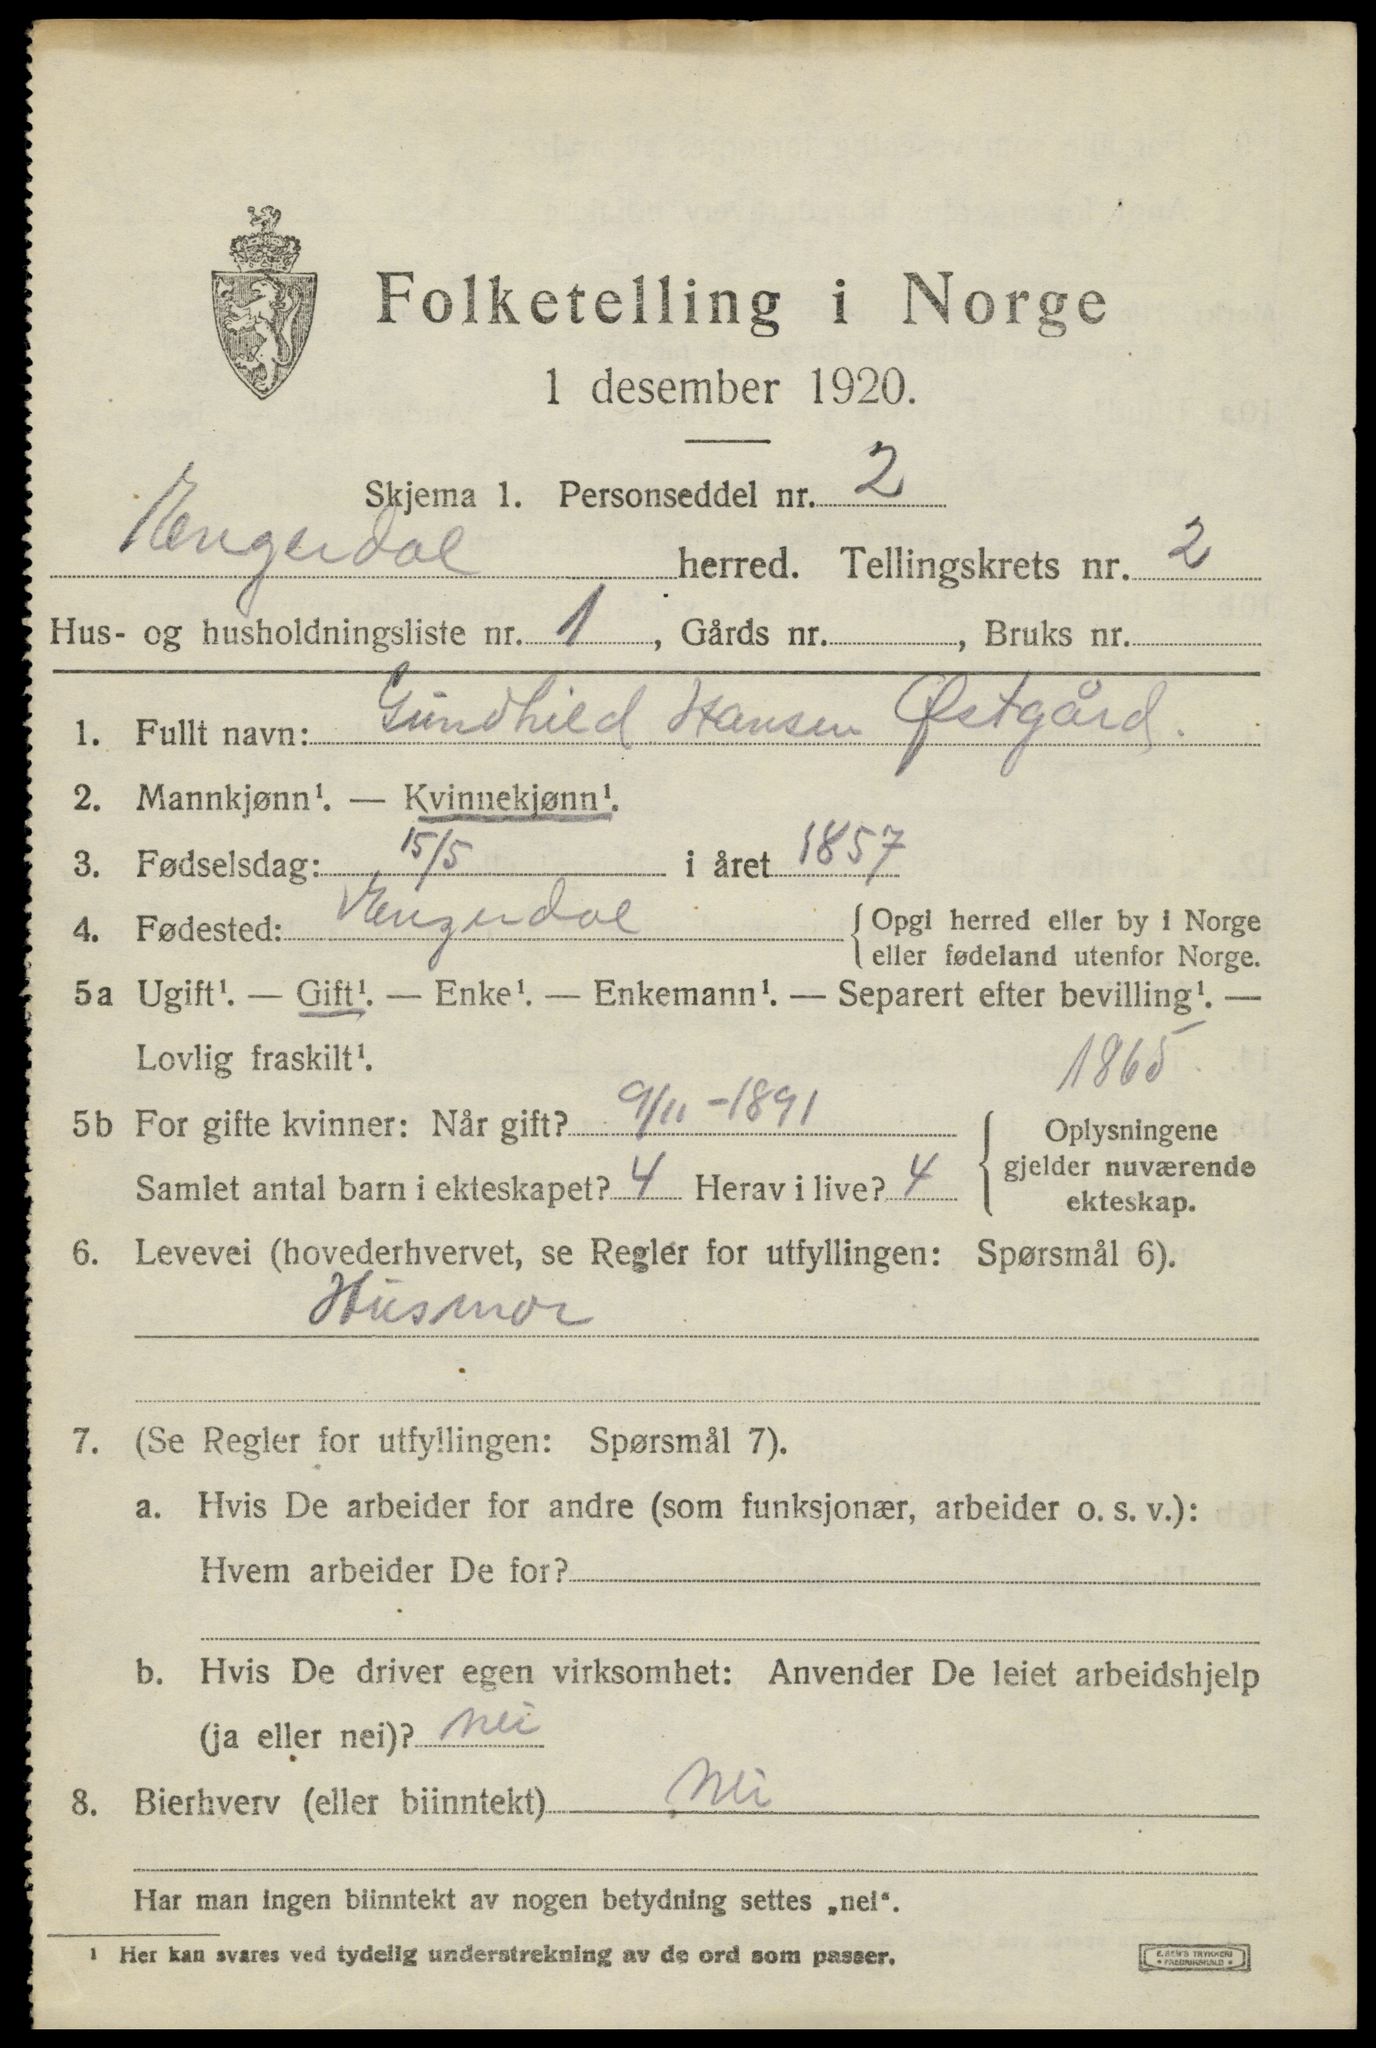 Folketelling i Norge
1 desember 1920.
Skjema 1. Personseddel nr. 2
Engerdal herred. Tellingskrets nr. 2
Hus- og husholdningsliste nr. 1, Gårds nr. , Bruks nr.
1. Fullt navn: Gündhild Hansen Østgård.
2. Mannkjønn¹. — Kvinnekjønn¹.
3. Fødselsdag: 15/5 i året 1857
4. Fødested: Engerdal { Opgi herred eller by i Norge
eller fødeland utenfor Norge.
5a Ugift¹. — Gift¹. — Enke¹. — Enkemann¹. — Separert efter bevilling¹. —
Lovlig fraskilt¹.
1865
5b For gifte kvinner: Når gift? 9/11 - 1891
Samlet antal barn i ekteskapet? 4 Herav i live? 4
{ Oplysningene
gjelder nuværende
ekteskap.
6. Levevei (hovederhvervet, se Regler for utfyllingen: Spørsmål 6).
Hüsmor
7. (Se Regler for utfyllingen: Spørsmål 7).
a. Hvis De arbeider for andre (som funksjonær, arbeider o. s. v.):
Hvem arbeider De for?
b. Hvis De driver egen virksomhet: Anvender De leiet arbeidshjelp
(ja eller nei)? nei
8. Bierhverv (eller biinntekt) Nei
Har man ingen biinntekt av nogen betydning settes „nei“.
¹ Her kan svares ved tydelig understrekning av de ord som passer.
E. SEM'S TRYKKERI
* FREDRIKSHALD *